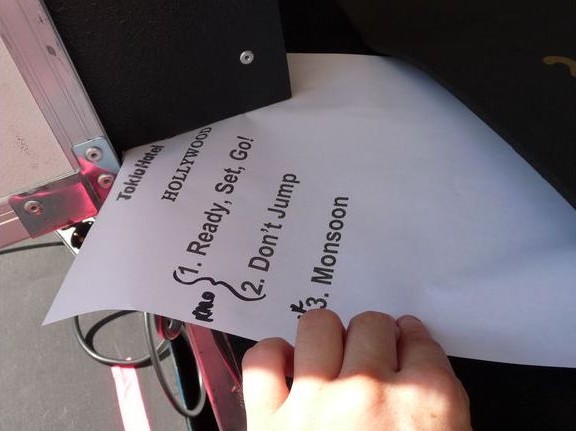 Tokio Hotel
HOLLYWOOD
1. Ready, Set, Go!
2. Don't Jump
3. Monsoon